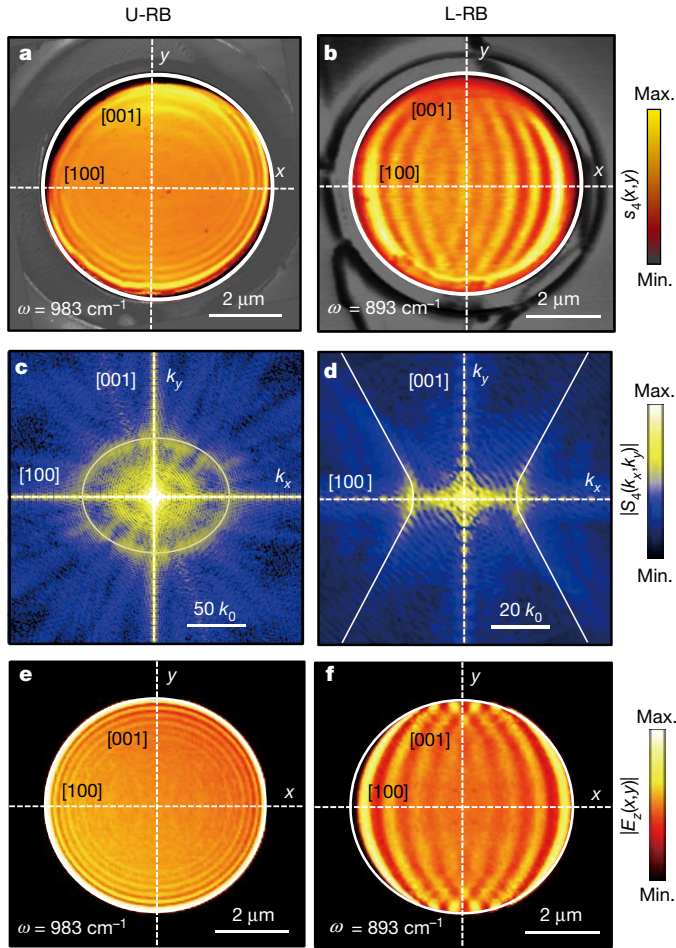 U-RB
L-RB
a
y
[001]
[100]
x
ω = 983 cm⁻¹
2 μm
b
y
[001]
[100]
x
ω = 893 cm⁻¹
2 μm
Max.
s₄(x,y)
Min.
c
[001]
k_y
[100]
k_x
50 k₀
d
[001]
k_y
[100]
k_x
20 k₀
Max.
|S₄(k_x,k_y)|
Min.
e
y
[001]
[100]
x
ω = 983 cm⁻¹
2 μm
f
y
[001]
[100]
x
ω = 893 cm⁻¹
2 μm
Max.
|E_z(x,y)|
Min.